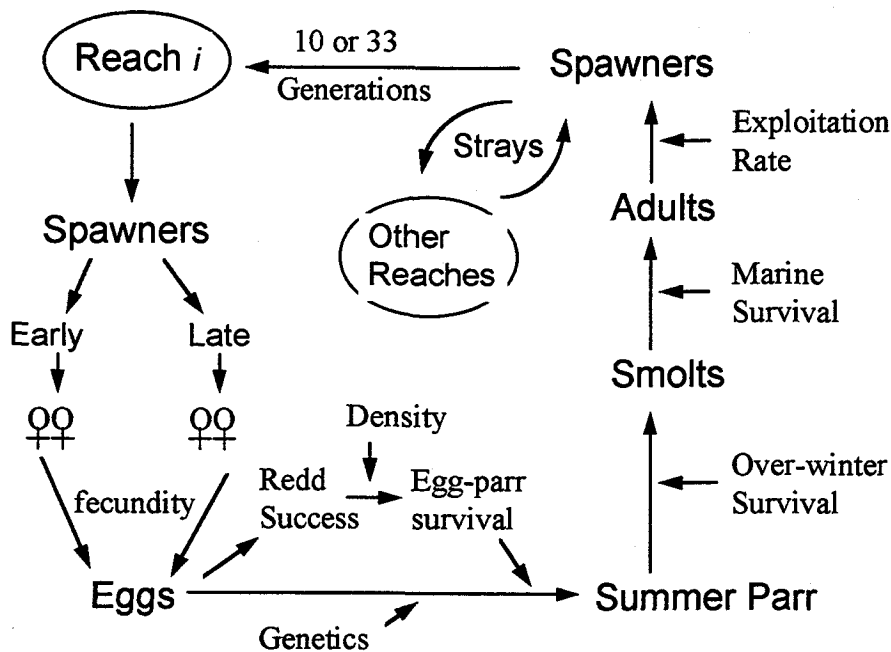 Reach i
10 or 33
Generations
Spawners
Strays
Other
Reaches
Exploitation
Rate
Adults
Marine
Survival
Smolts
Over-winter
Survival
Summer Parr
Spawners
Early
Late
♀♀
♀♀
fecundity
Density
Redd
Success
Egg-parr
survival
Eggs
Genetics